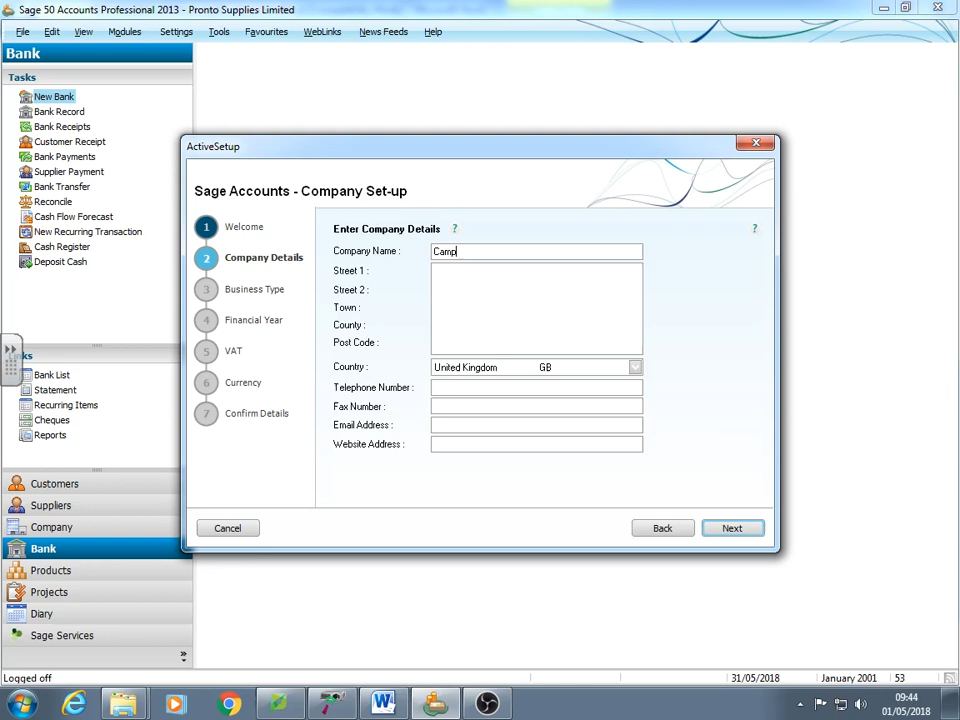 Sage 50 Accounts Professional 2013 - Pronto Supplies Limited
File Edit View Modules Settings Tools Favourites WebLinks News Feeds Help
Bank
Tasks
New Bank
Bank Record
Bank Receipts
Customer Receipt
Bank Payments
Supplier Payment
Bank Transfer
Reconcile
Cash Flow Forecast
New Recurring Transaction
Cash Register
Deposit Cash
Bank List
Statement
Recurring Items
Cheques
Reports
Customers
Suppliers
Company
Bank
Products
Projects
Diary
Sage Services
ActiveSetup
Sage Accounts - Company Set-up
1 Welcome
2 Company Details
3 Business Type
4 Financial Year
5 VAT
6 Currency
7 Confirm Details
Enter Company Details ? ?
Company Name : Camp
Street 1 :
Street 2 :
Town :
County :
Post Code :
Country : United Kingdom GB
Telephone Number :
Fax Number :
Email Address :
Website Address :
Cancel Back Next
Logged off 31/05/2018 January 2001 53
09:44
01/05/2018